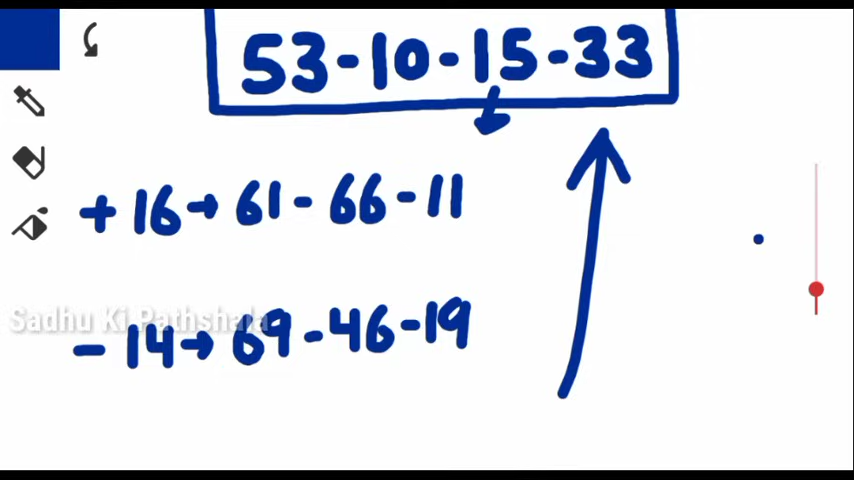 53-10-15-33
+ 16→61-66-11
Sadhu Ki Pathshala
- 14→69-46-19